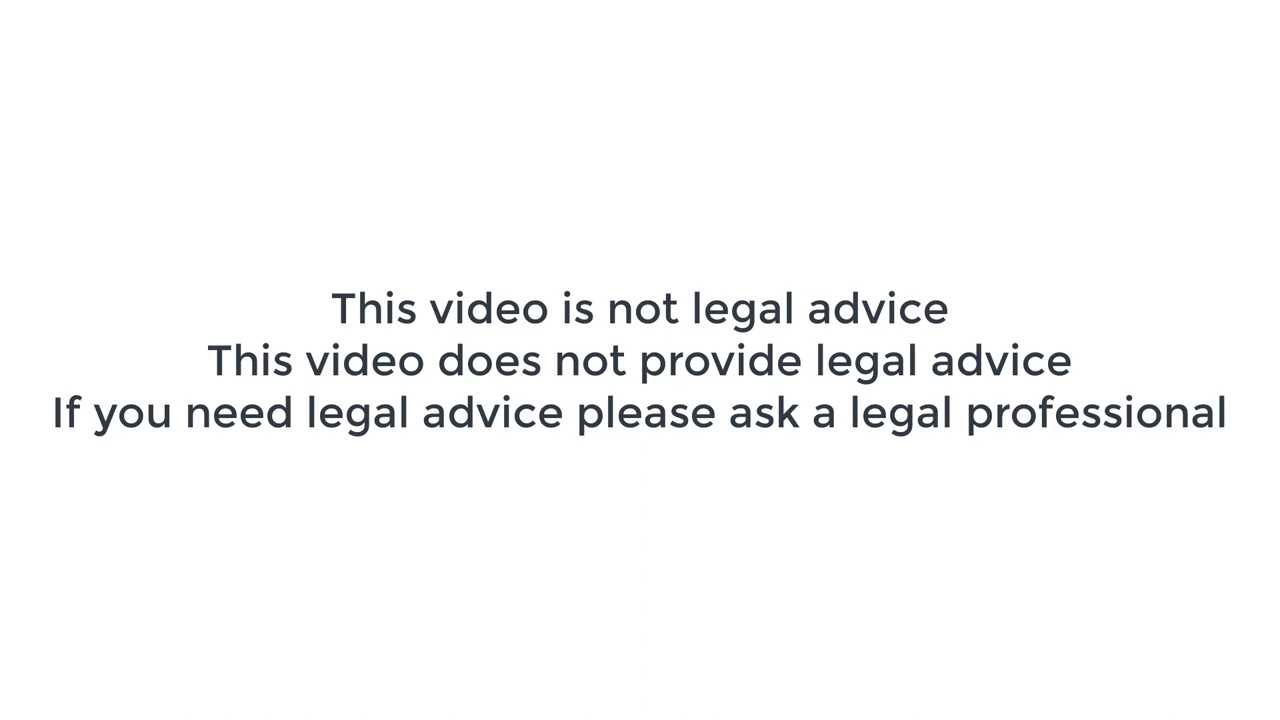 This video is not legal advice
This video does not provide legal advice
If you need legal advice please ask a legal professional